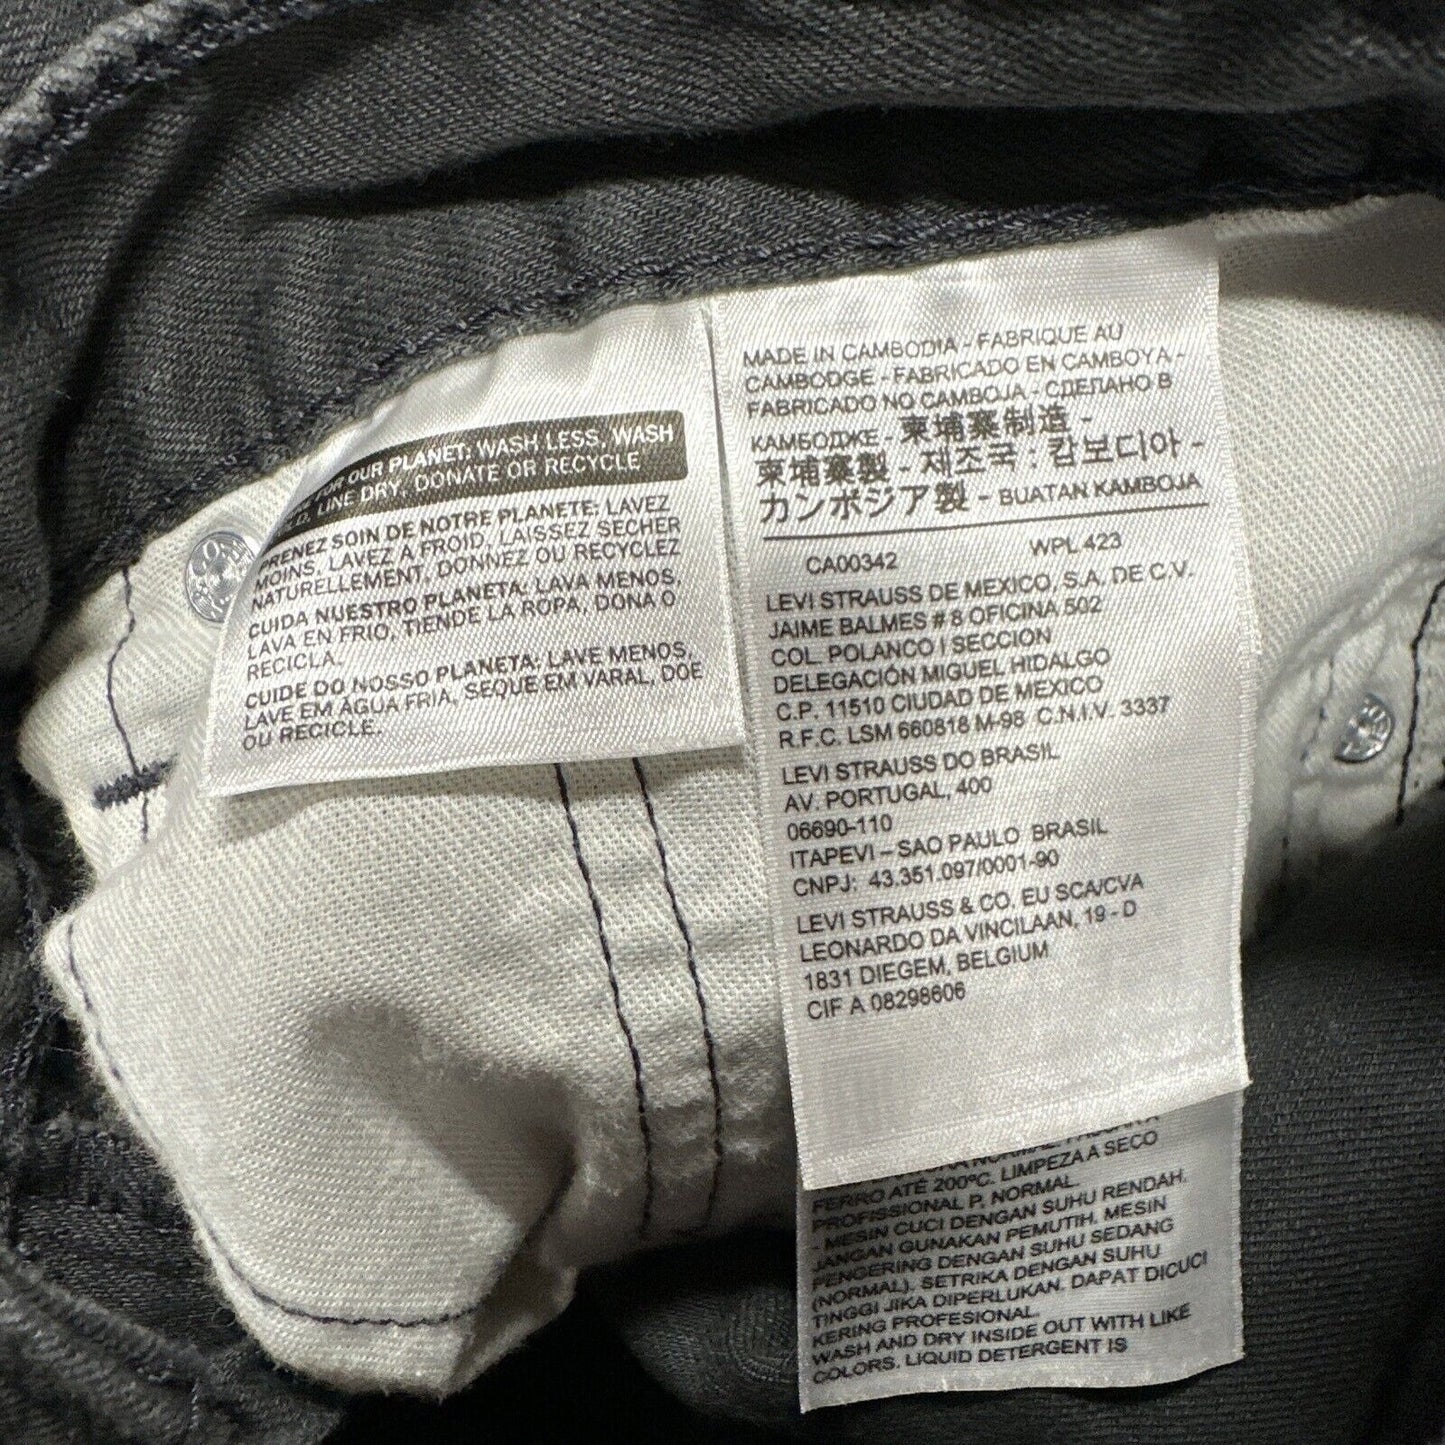 FOR OUR PLANET: WASH LESS, WASH
LINE DRY, DONATE OR RECYCLE
PRENEZ SOIN DE NOTRE PLANETE: LAVEZ
MOINS, LAVEZ A FROID, LAISSEZ SECHER
NATURELLEMENT, DONNEZ OU RECYCLEZ
CUIDA NUESTRO PLANETA: LAVA MENOS,
LAVA EN FRIO, TIENDE LA ROPA, DONA O
RECICLA.
CUIDE DO NOSSO PLANETA: LAVE MENOS,
LAVE EM ÁGUA FRIA, SEQUE EM VARAL, DOE
OU RECICLE.
MADE IN CAMBODIA - FABRIQUE AU
CAMBODGE - FABRICADO EN CAMBOYA -
FABRICADO NO CAMBOJA - СДЕЛАНО В
КАМБОДЖЕ - 柬埔寨制造 -
柬埔寨製 - 제조국 : 캄보디아 -
カンボジア製 - BUATAN KAMBOJA
CA00342 WPL 423
LEVI STRAUSS DE MEXICO, S.A. DE C.V.
JAIME BALMES # 8 OFICINA 502
COL. POLANCO I SECCION
DELEGACIÓN MIGUEL HIDALGO
C.P. 11510 CIUDAD DE MEXICO
R.F.C. LSM 660818 M-98 C.N.I.V. 3337
LEVI STRAUSS DO BRASIL
AV. PORTUGAL, 400
06690-110
ITAPEVI – SAO PAULO BRASIL
CNPJ: 43.351.097/0001-90
LEVI STRAUSS & CO. EU SCA/CVA
LEONARDO DA VINCILAAN, 19 - D
1831 DIEGEM, BELGIUM
CIF A 08298606
NORMAL.
FERRO ATÉ 200ºC. LIMPEZA A SECO
PROFISSIONAL P, NORMAL
- MESIN CUCI DENGAN SUHU RENDAH.
JANGAN GUNAKAN PEMUTIH. MESIN
PENGERING DENGAN SUHU SEDANG
(NORMAL). SETRIKA DENGAN SUHU
TINGGI JIKA DIPERLUKAN. DAPAT DICUCI
KERING PROFESIONAL.
WASH AND DRY INSIDE OUT WITH LIKE
COLORS. LIQUID DETERGENT IS